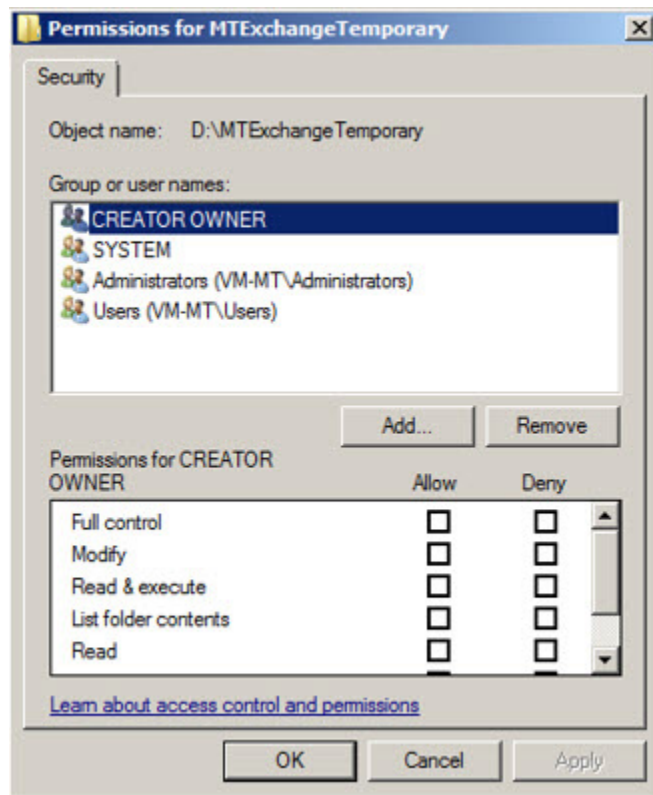 Permissions for MTExchangeTemporary
Security
Object name: D:\MTExchangeTemporary
Group or user names:
CREATOR OWNER
SYSTEM
Administrators (VM-MT\Administrators)
Users (VM-MT\Users)
Add... Remove
Permissions for CREATOR
OWNER Allow Deny
Full control
Modify
Read & execute
List folder contents
Read
Learn about access control and permissions
OK Cancel Apply